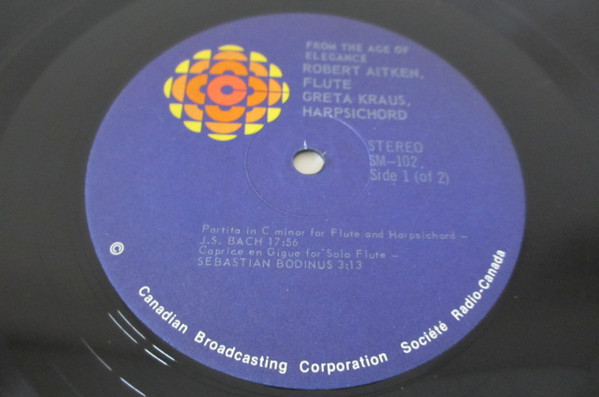 FROM THE AGE OF
ELEGANCE
ROBERT AITKEN,
FLUTE
GRETA KRAUS,
HARPSICHORD
STEREO
SM-102
Side 1 (of 2)
Partita in C minor for Flute and Harpsichord -
J.S. BACH 17:56
Caprice en Gigue for Solo Flute -
SEBASTIAN BODINUS 3:13
©
Canadian Broadcasting Corporation Société Radio-Canada